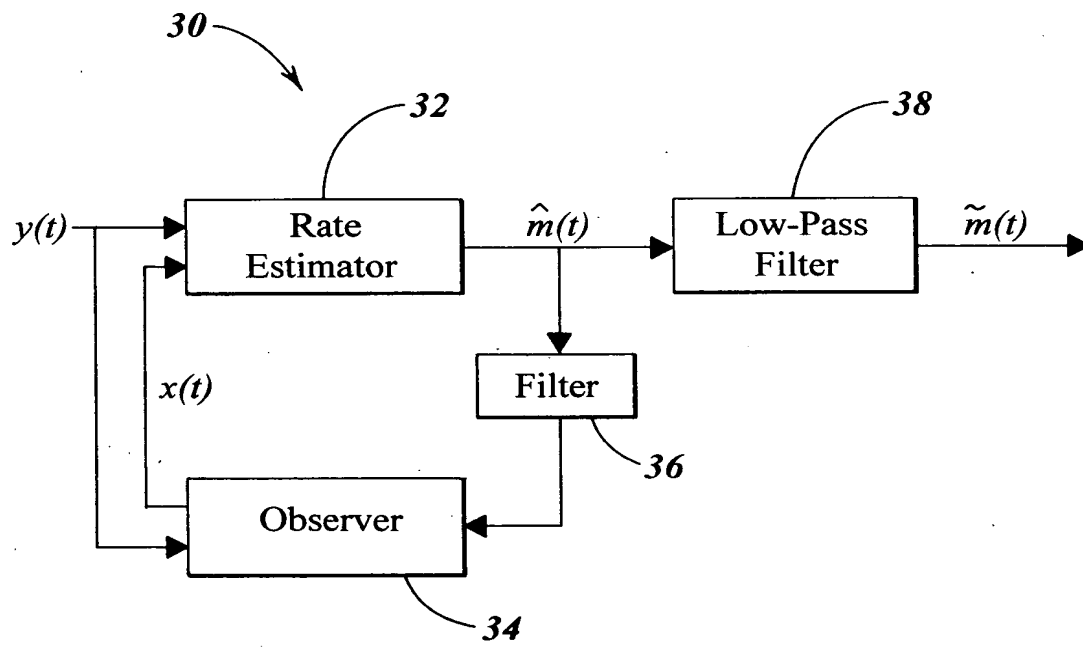 30
32
38
y(t)
Rate
Estimator
m̂(t)
Low-Pass
Filter
m̃(t)
x(t)
Filter
36
Observer
34